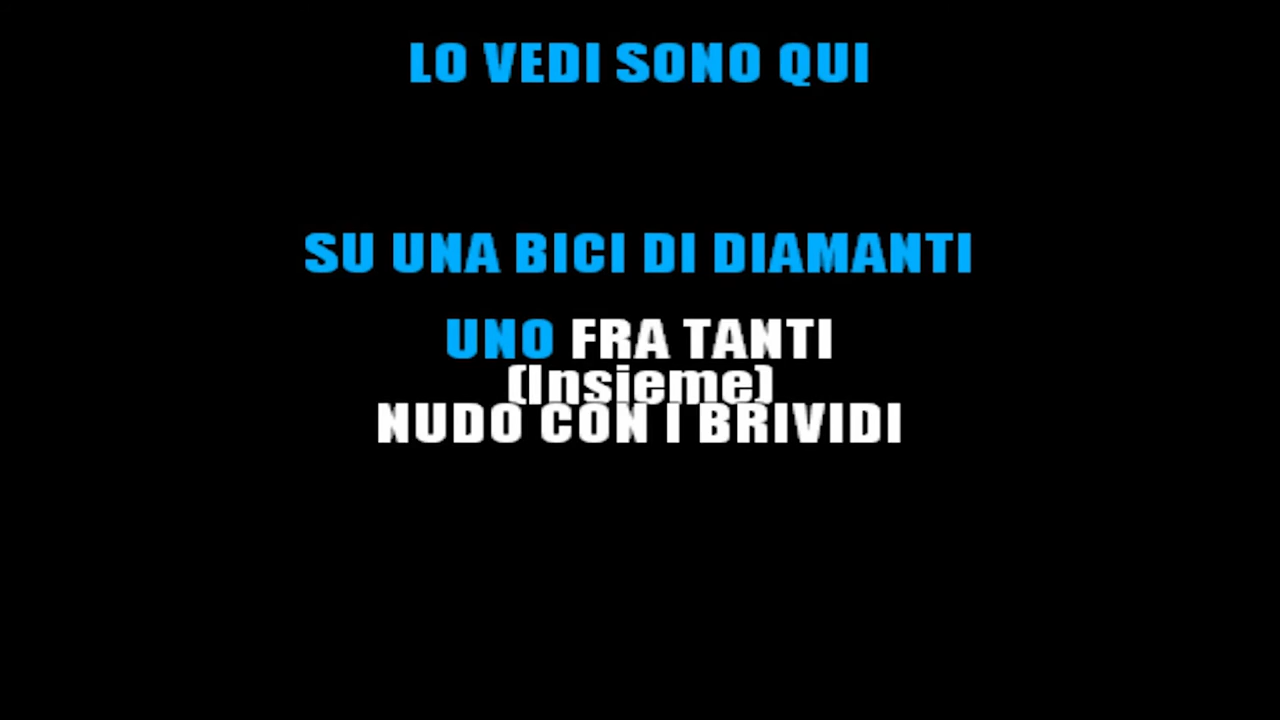 LO VEDI SONO QUI
SU UNA BICI DI DIAMANTI
UNO FRA TANTI
(Insieme)
NUDO CON I BRIVIDI